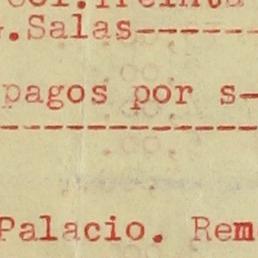 .Salas------
pagos por s-
-----------------
Palacio. Rem